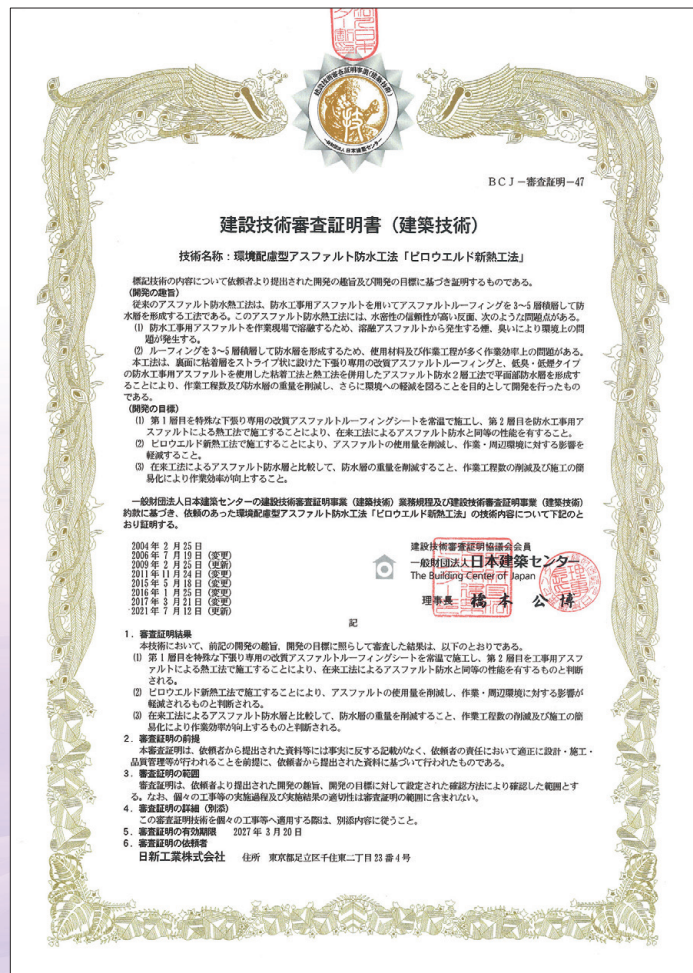 建設技術審査証明事業(建築技術)
技
一般財団法人日本建築センター
BCJ－審査証明－47
建設技術審査証明書（建築技術）
技術名称：環境配慮型アスファルト防水工法「ピロウエルド新熱工法」
標記技術の内容について依頼者より提出された開発の趣旨及び開発の目標に基づき証明するものである。
(開発の趣旨)
従来のアスファルト防水熱工法は、防水工事用アスファルトを用いてアスファルトルーフィングを3～5層積層して防
水層を形成する工法である。このアスファルト防水熱工法には、水密性の信頼性が高い反面、次のような問題点がある。
(1) 防水工事用アスファルトを作業現場で溶融するため、溶融アスファルトから発生する煙、臭いにより環境上の問
題が発生する。
(2) ルーフィングを3～5層積層して防水層を形成するため、使用材料及び作業工程が多く作業効率上の問題がある。
本工法は、裏面に粘着層をストライプ状に設けた下張り専用の改質アスファルトルーフィングと、低臭・低煙タイプ
の防水工事用アスファルトを使用した粘着工法と熱工法を併用したアスファルト防水2層工法で平面部防水層を形成す
ることにより、作業工程数及び防水層の重量を削減し、さらに環境への軽減を図ることを目的として開発を行ったもの
である。
(開発の目標)
(1) 第1層目を特殊な下張り専用の改質アスファルトルーフィングシートを常温で施工し、第2層目を防水工事用ア
スファルトによる熱工法で施工することにより、在来工法によるアスファルト防水と同等の性能を有すること。
(2) ピロウエルド新熱工法で施工することにより、アスファルトの使用量を削減し、作業・周辺環境に対する影響を
軽減すること。
(3) 在来工法によるアスファルト防水層と比較して、防水層の重量を削減すること、作業工程数の削減及び施工の簡
易化により作業効率が向上すること。
一般財団法人日本建築センターの建設技術審査証明事業（建築技術）業務規程及び建設技術審査証明事業（建築技術）
約款に基づき、依頼のあった環境配慮型アスファルト防水工法「ピロウエルド新熱工法」の技術内容について下記のと
おり証明する。
2004年 2月25日
2006年 7月19日（変更）
2009年 2月25日（更新）
2011年11月24日（変更）
2015年 5月18日（変更）
2016年 1月25日（変更）
2017年 3月21日（変更）
2021年 7月12日（更新）
建設技術審査証明協議会会員
一般財団法人日本建築センター
The Building Center of Japan
理事長 橋本 公博
記
1．審査証明結果
本技術において、前記の開発の趣旨、開発の目標に照らして審査した結果は、以下のとおりである。
(1) 第1層目を特殊な下張り専用の改質アスファルトルーフィングシートを常温で施工し、第2層目を工事用アスフ
ァルトによる熱工法で施工することにより、在来工法によるアスファルト防水と同等の性能を有するものと判断
される。
(2) ピロウエルド新熱工法で施工することにより、アスファルトの使用量を削減し、作業・周辺環境に対する影響が
軽減されるものと判断される。
(3) 在来工法によるアスファルト防水層と比較して、防水層の重量を削減すること、作業工程数の削減及び施工の簡
易化により作業効率が向上するものと判断される。
2．審査証明の前提
本審査証明は、依頼者から提出された資料等には事実に反する記載がなく、依頼者の責任において適正に設計・施工・
品質管理等が行われることを前提に、依頼者から提出された資料に基づいて行われたものである。
3．審査証明の範囲
審査証明は、依頼者より提出された開発の趣旨、開発の目標に対して設定された確認方法により確認した範囲とす
る。なお、個々の工事等の実施過程及び実施結果の適切性は審査証明の範囲に含まれない。
4．審査証明の詳細（別添）
この審査証明技術を個々の工事等へ適用する際は、別添内容に従うこと。
5．審査証明の有効期限 2027年3月20日
6．審査証明の依頼者
日新工業株式会社 住所 東京都足立区千住東二丁目23番4号